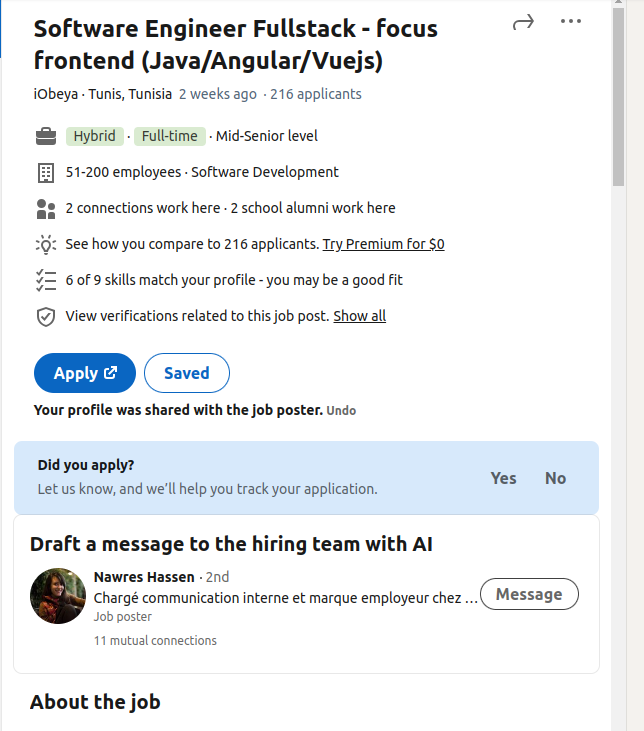 Software Engineer Fullstack - focus
frontend (Java/Angular/Vuejs)
iObeya · Tunis, Tunisia 2 weeks ago · 216 applicants
Hybrid · Full-time · Mid-Senior level
51-200 employees · Software Development
2 connections work here · 2 school alumni work here
See how you compare to 216 applicants. Try Premium for $0
6 of 9 skills match your profile - you may be a good fit
View verifications related to this job post. Show all
Apply Saved
Your profile was shared with the job poster. Undo
Did you apply?
Let us know, and we’ll help you track your application.
Yes No
Draft a message to the hiring team with AI
Nawres Hassen · 2nd
Chargé communication interne et marque employeur chez ...
Job poster
11 mutual connections
Message
About the job